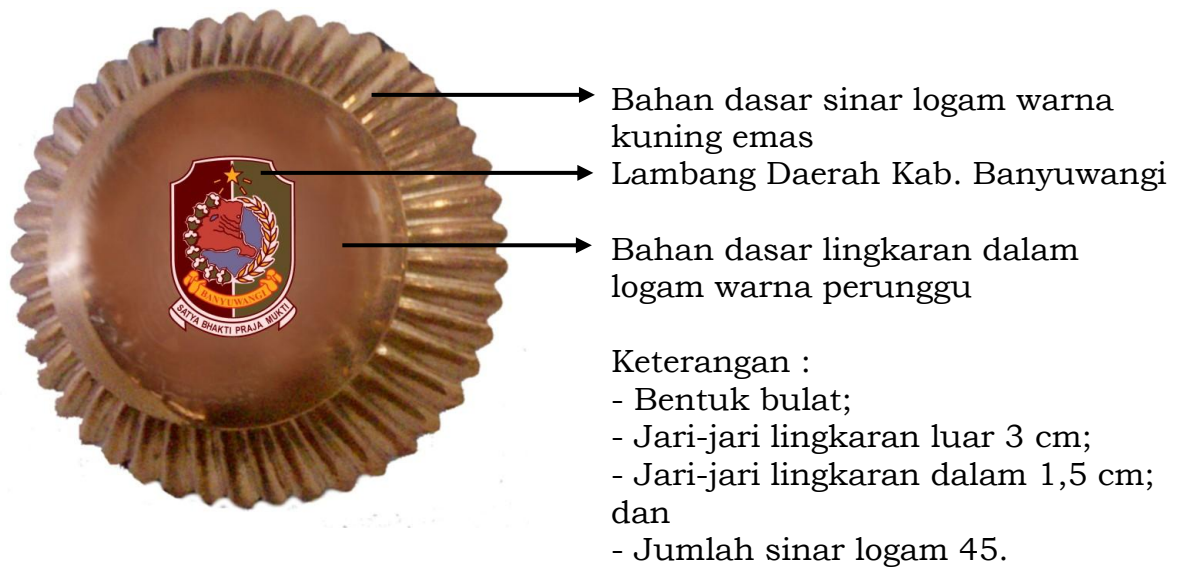 Bahan dasar sinar logam warna
kuning emas
Lambang Daerah Kab. Banyuwangi
Bahan dasar lingkaran dalam
logam warna perunggu
Keterangan :
- Bentuk bulat;
- Jari-jari lingkaran luar 3 cm;
- Jari-jari lingkaran dalam 1,5 cm;
dan
- Jumlah sinar logam 45.
BANYUWANGI
SATYA BHAKTI PRAJA MUKTI